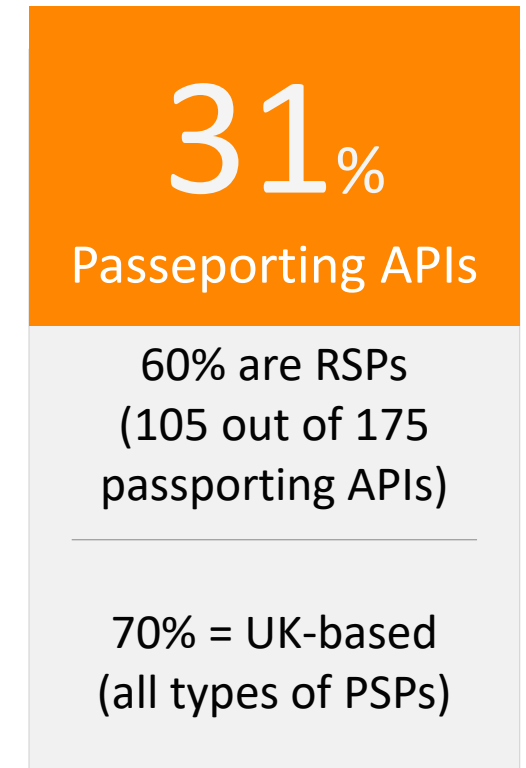 31%
Passeporting APIs
60% are RSPs
(105 out of 175
passporting APIs)
70% = UK-based
(all types of PSPs)